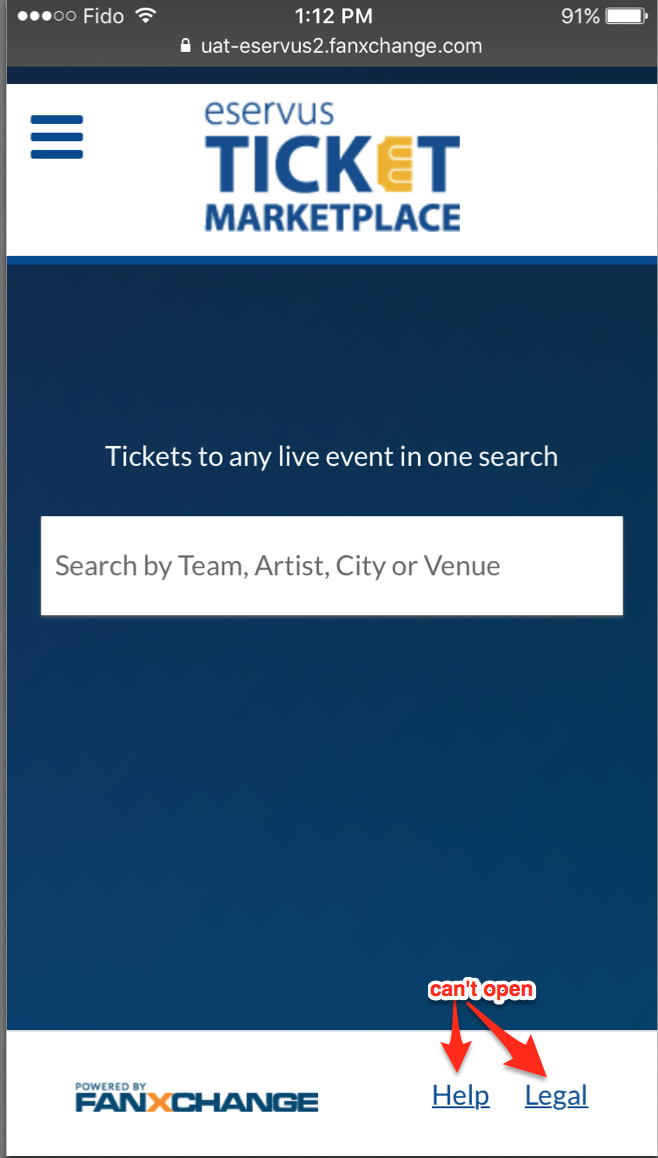 Fido 1:12 PM 91%
uat-eservus2.fanxchange.com
eservus
TICKET
MARKETPLACE
Tickets to any live event in one search
Search by Team, Artist, City or Venue
can't open
POWERED BY
FANXCHANGE
Help Legal